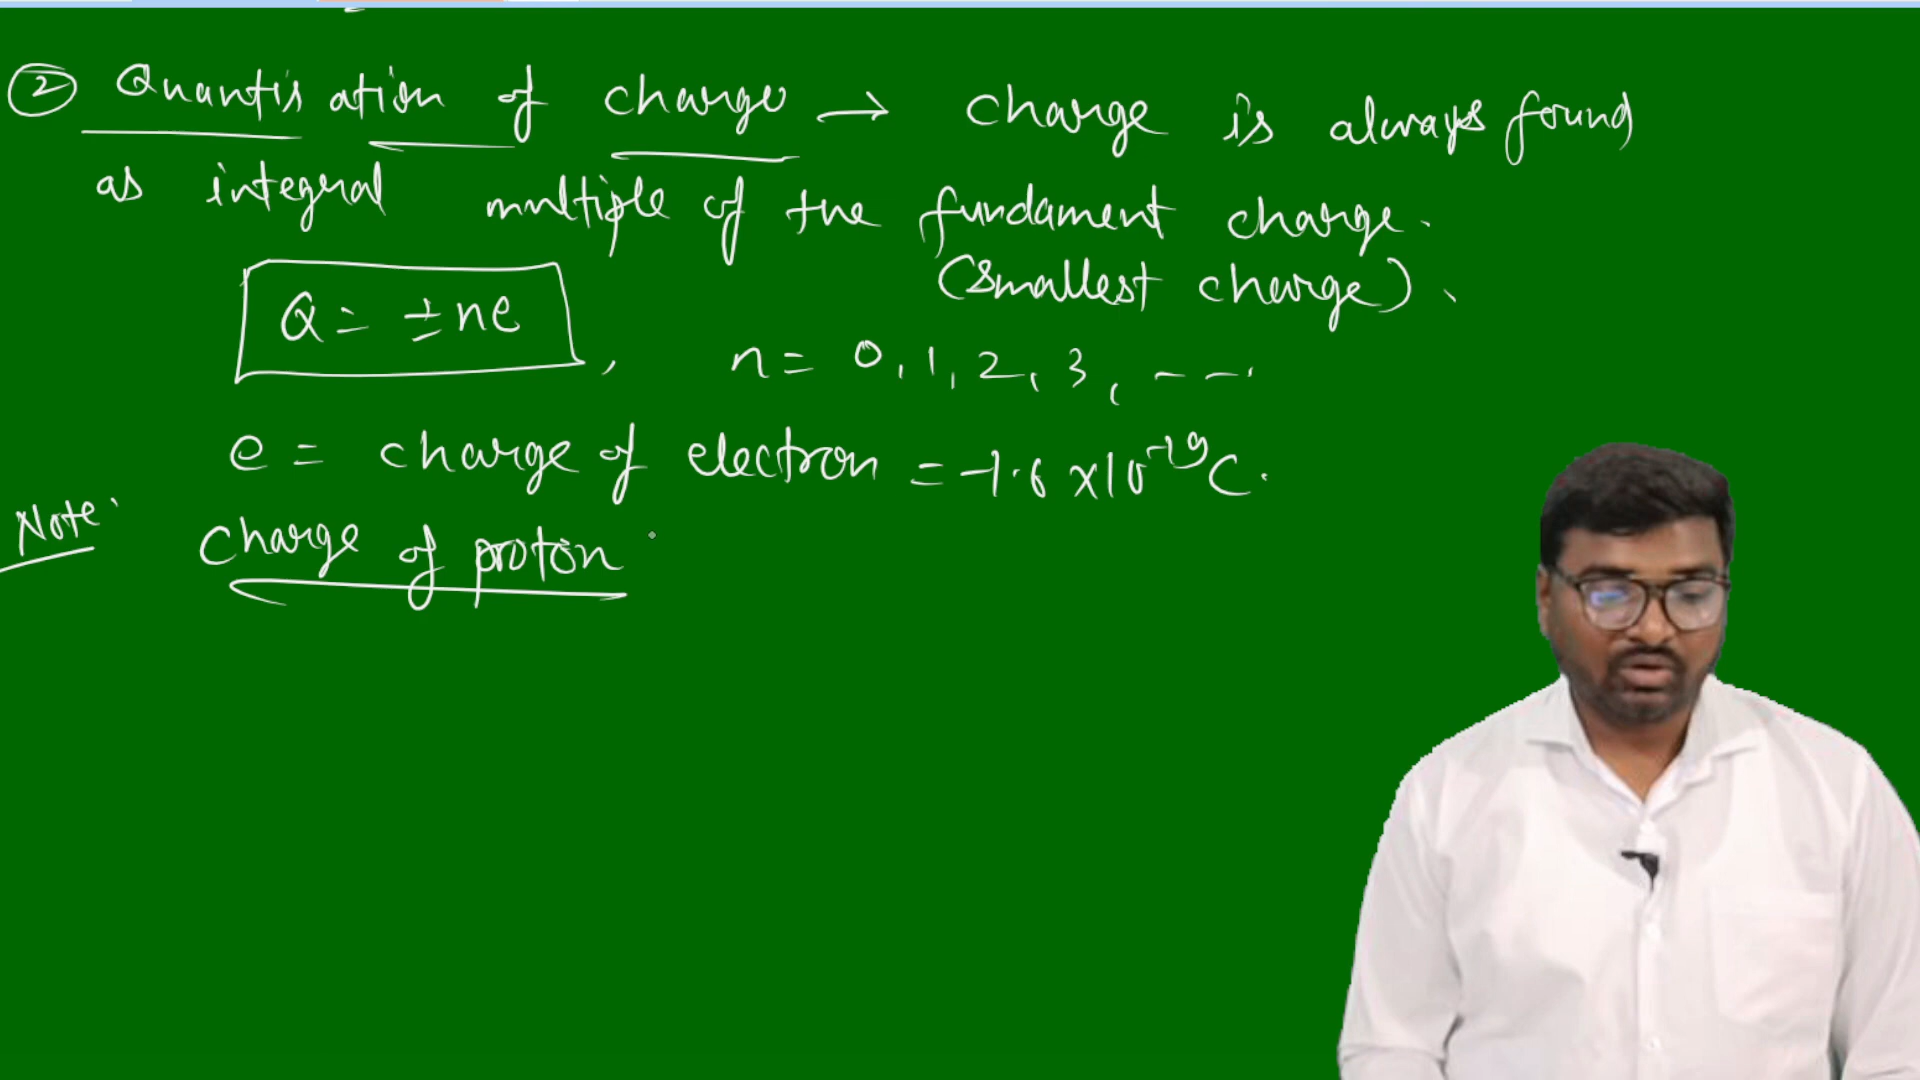 ② Quantisation of charge → charge is always found
as integral multiple of the fundament charge.
(smallest charge).
Q = ±ne , n = 0, 1, 2, 3, ---
e = charge of electron = -1.6 x10⁻¹⁹C.
Note: charge of proton